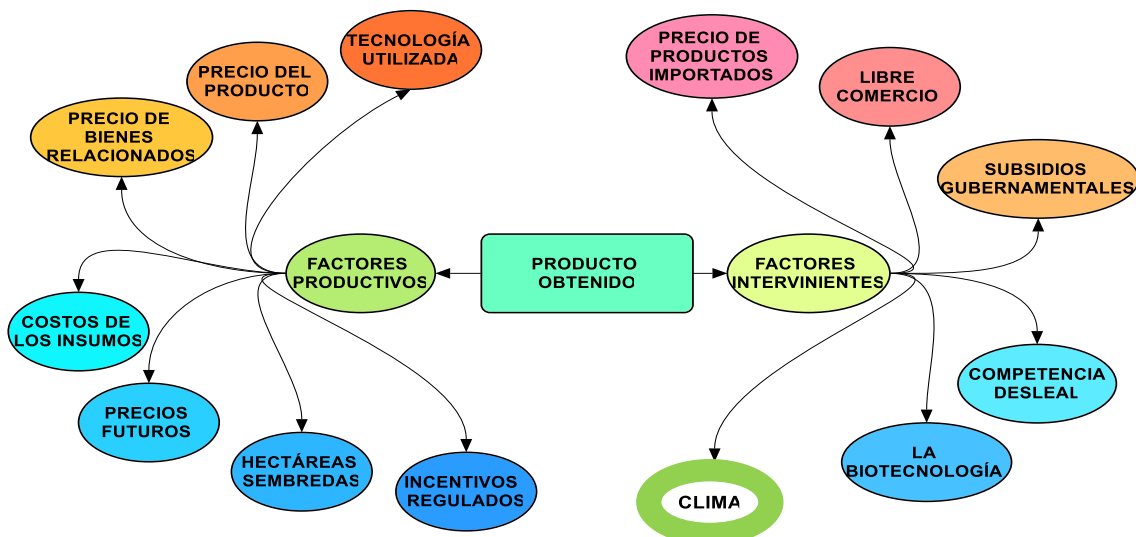 TECNOLOGÍA
UTILIZADA
PRECIO DEL
PRODUCTO
PRECIO DE
BIENES
RELACIONADOS
COSTOS DE
LOS INSUMOS
PRECIOS
FUTUROS
HECTÁREAS
SEMBREDAS
INCENTIVOS
REGULADOS
FACTORES
PRODUCTIVOS
PRODUCTO
OBTENIDO
FACTORES
INTERVINIENTES
PRECIO DE
PRODUCTOS
IMPORTADOS
LIBRE
COMERCIO
SUBSIDIOS
GUBERNAMENTALES
COMPETENCIA
DESLEAL
LA
BIOTECNOLOGÍA
CLIMA